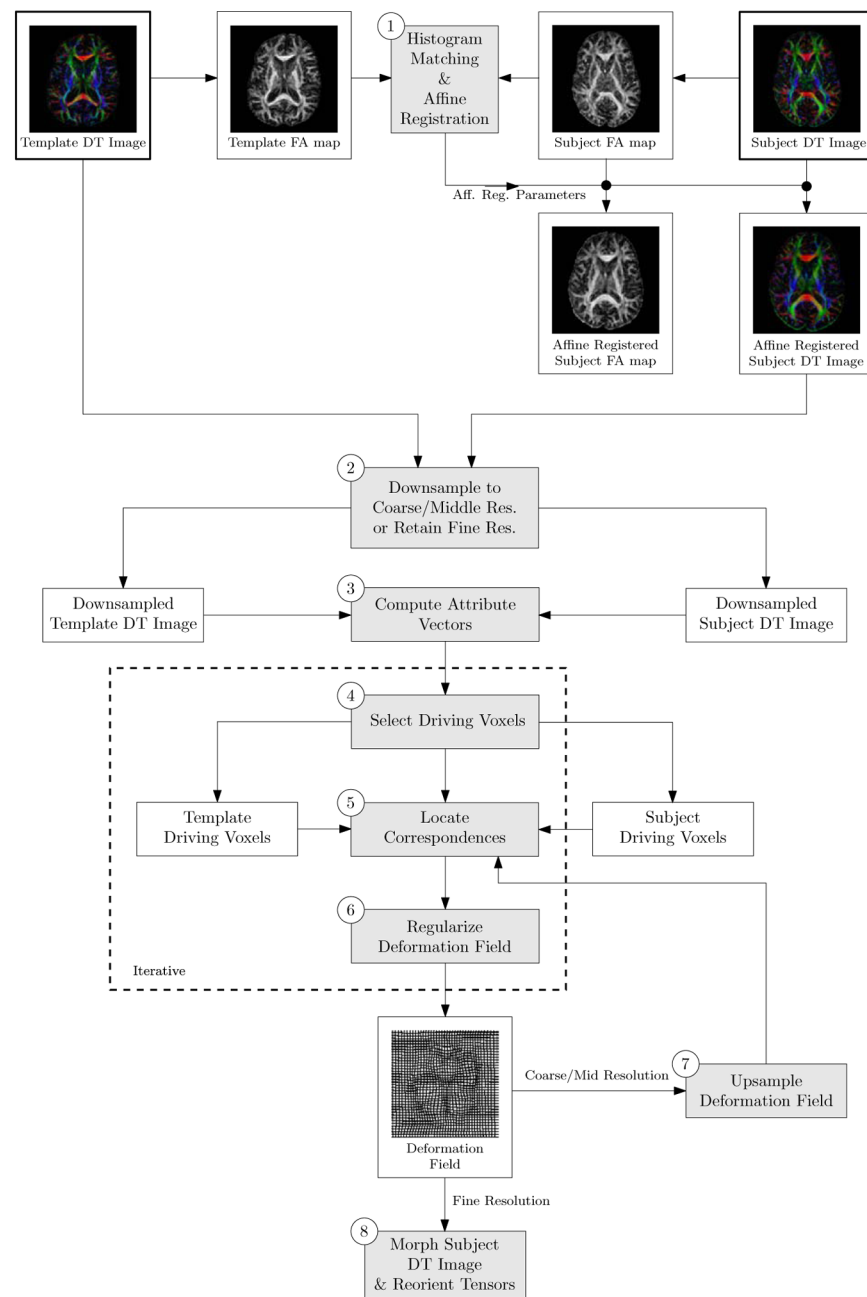 1
Histogram
Matching
&
Affine
Registration
Template DT Image
Template FA map
Subject FA map
Subject DT Image
Aff. Reg. Parameters
Affine Registered
Subject FA map
Affine Registered
Subject DT Image
2
Downsample to
Coarse/Middle Res.
or Retain Fine Res.
Downsampled
Template DT Image
3
Compute Attribute
Vectors
Downsampled
Subject DT Image
4
Select Driving Voxels
Template
Driving Voxels
5
Locate
Correspondences
Subject
Driving Voxels
6
Regularize
Deformation Field
Iterative
Deformation
Field
Coarse/Mid Resolution
7
Upsample
Deformation Field
Fine Resolution
8
Morph Subject
DT Image
& Reorient Tensors